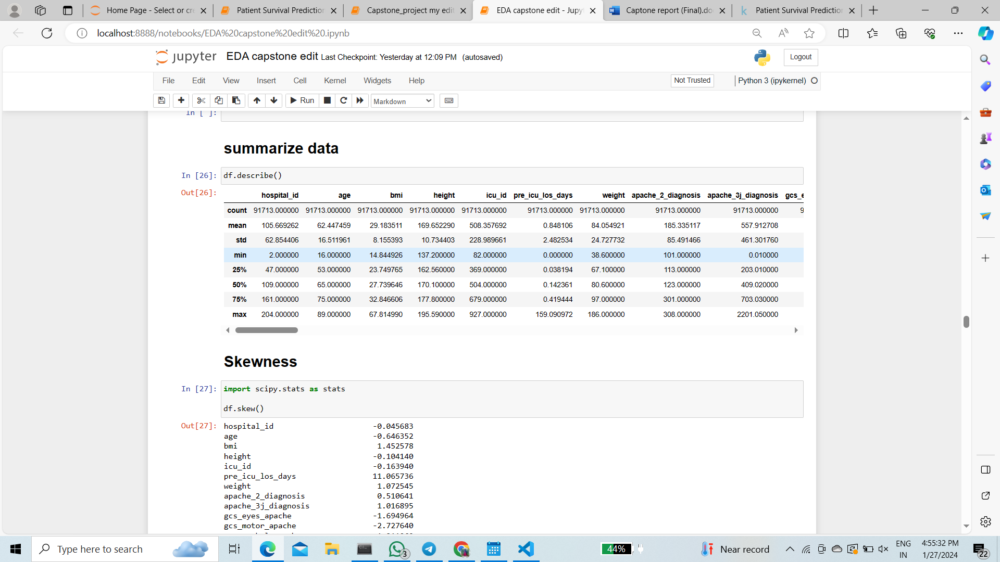 Home Page - Select or cre
Patient Survival Prediction
Capstone_project my edit
EDA capstone edit - Jupyt
Captone report (Final).do
Patient Survival Prediction
localhost:8888/notebooks/EDA%20capstone%20edit%20.ipynb
jupyter EDA capstone edit Last Checkpoint: Yesterday at 12:09 PM (autosaved)
Logout
File Edit View Insert Cell Kernel Widgets Help
Not Trusted
Python 3 (ipykernel)
Run
Markdown
In [ ]:
summarize data
In [26]: df.describe()
Out[26]:
hospital_id age bmi height icu_id pre_icu_los_days weight apache_2_diagnosis apache_3j_diagnosis gcs_e
count 91713.000000 91713.000000 91713.000000 91713.000000 91713.000000 91713.000000 91713.000000 91713.000000 91713.000000 9
mean 105.669262 62.447459 29.183511 169.652290 508.357692 0.848106 84.054921 185.335117 557.912708
std 62.854406 16.511961 8.155393 10.734403 228.989661 2.482534 24.727732 85.491466 461.301760
min 2.000000 16.000000 14.844926 137.200000 82.000000 0.000000 38.600000 101.000000 0.010000
25% 47.000000 53.000000 23.749765 162.560000 369.000000 0.038194 67.100000 113.000000 203.010000
50% 109.000000 65.000000 27.739646 170.100000 504.000000 0.142361 80.600000 123.000000 409.020000
75% 161.000000 75.000000 32.846606 177.800000 679.000000 0.419444 97.000000 301.000000 703.030000
max 204.000000 89.000000 67.814990 195.590000 927.000000 159.090972 186.000000 308.000000 2201.050000
Skewness
In [27]: import scipy.stats as stats
df.skew()
Out[27]: hospital_id -0.045683
age -0.646352
bmi 1.452578
height -0.104140
icu_id -0.163940
pre_icu_los_days 11.065736
weight 1.072545
apache_2_diagnosis 0.510641
apache_3j_diagnosis 1.016895
gcs_eyes_apache -1.694964
gcs_motor_apache -2.727640
Type here to search
3
44%
Near record
ENG
IN
4:55:32 PM
1/27/2024
22